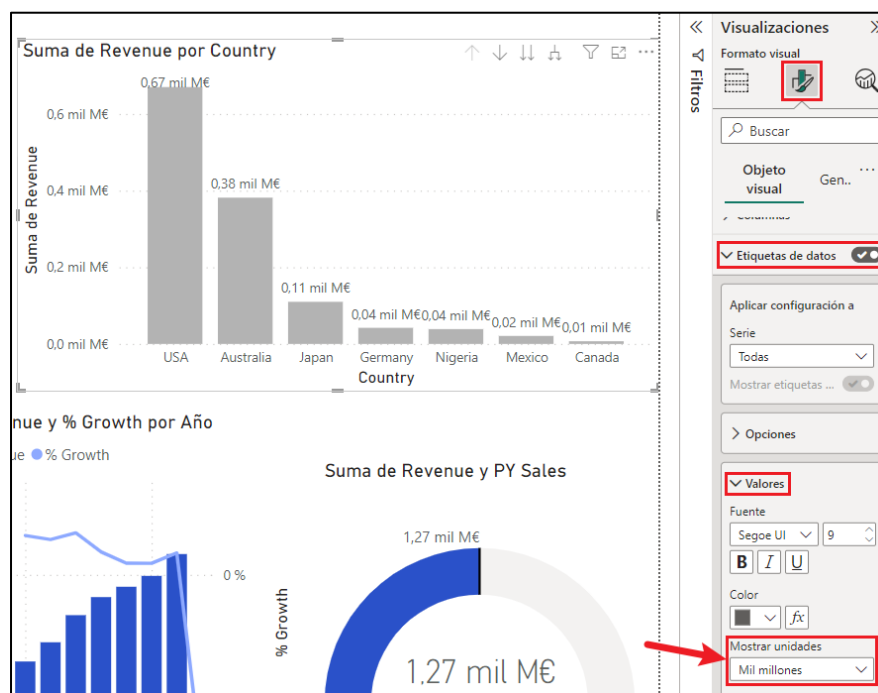 Suma de Revenue por Country
0,67 mil M€
0,6 mil M€
0,38 mil M€
0,4 mil M€
Suma de Revenue
0,2 mil M€
0,11 mil M€
0,04 mil M€
0,04 mil M€
0,02 mil M€
0,01 mil M€
0,0 mil M€
USA
Australia
Japan
Germany
Nigeria
Mexico
Canada
Country
nue y % Growth por Año
ue
% Growth
0 %
% Growth
Suma de Revenue y PY Sales
1,27 mil M€
1,27 mil M€
Filtros
Visualizaciones
Formato visual
Buscar
Objeto
visual
Gen..
Columnas
Etiquetas de datos
Aplicar configuración a
Serie
Todas
Mostrar etiquetas ...
Opciones
Valores
Fuente
Segoe UI
9
B
I
U
Color
fx
Mostrar unidades
Mil millones